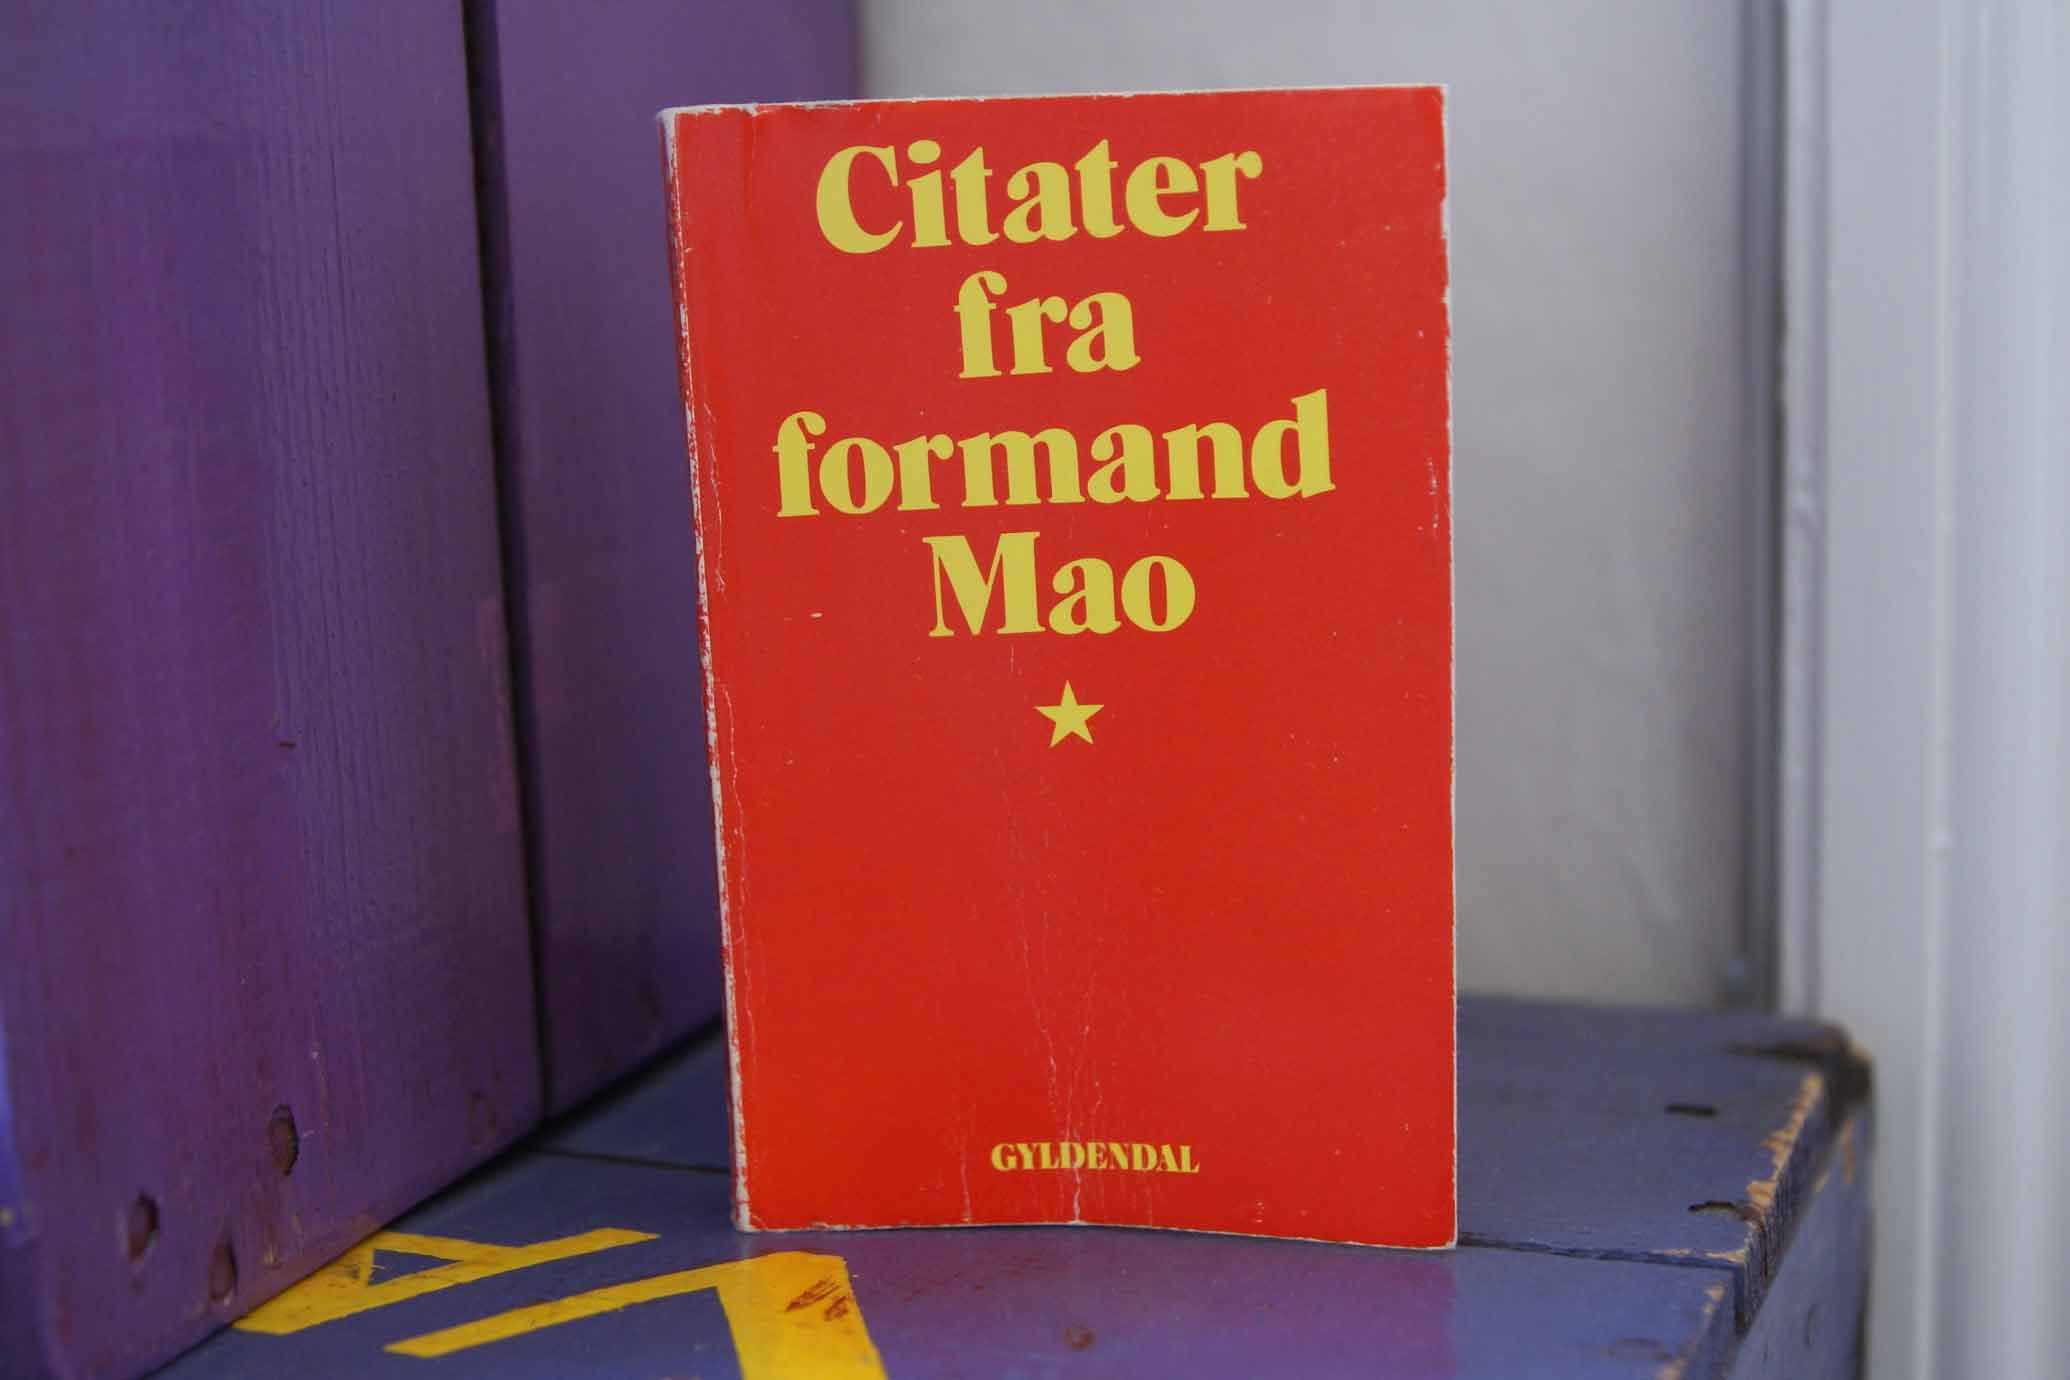 Citater
fra
formand
Mao
GYLDENDAL